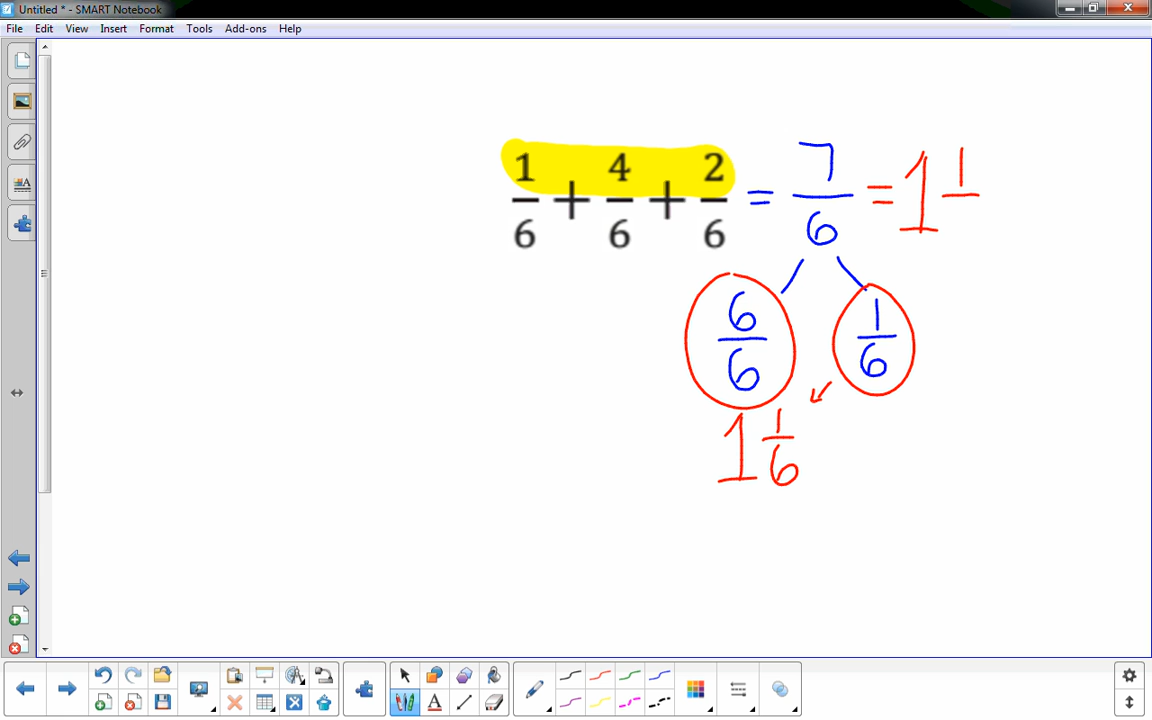 Untitled * - SMART Notebook
File Edit View Insert Format Tools Add-ons Help
1/6 + 4/6 + 2/6 = 7/6 = 1 1/
6/6 1/6
1 1/6